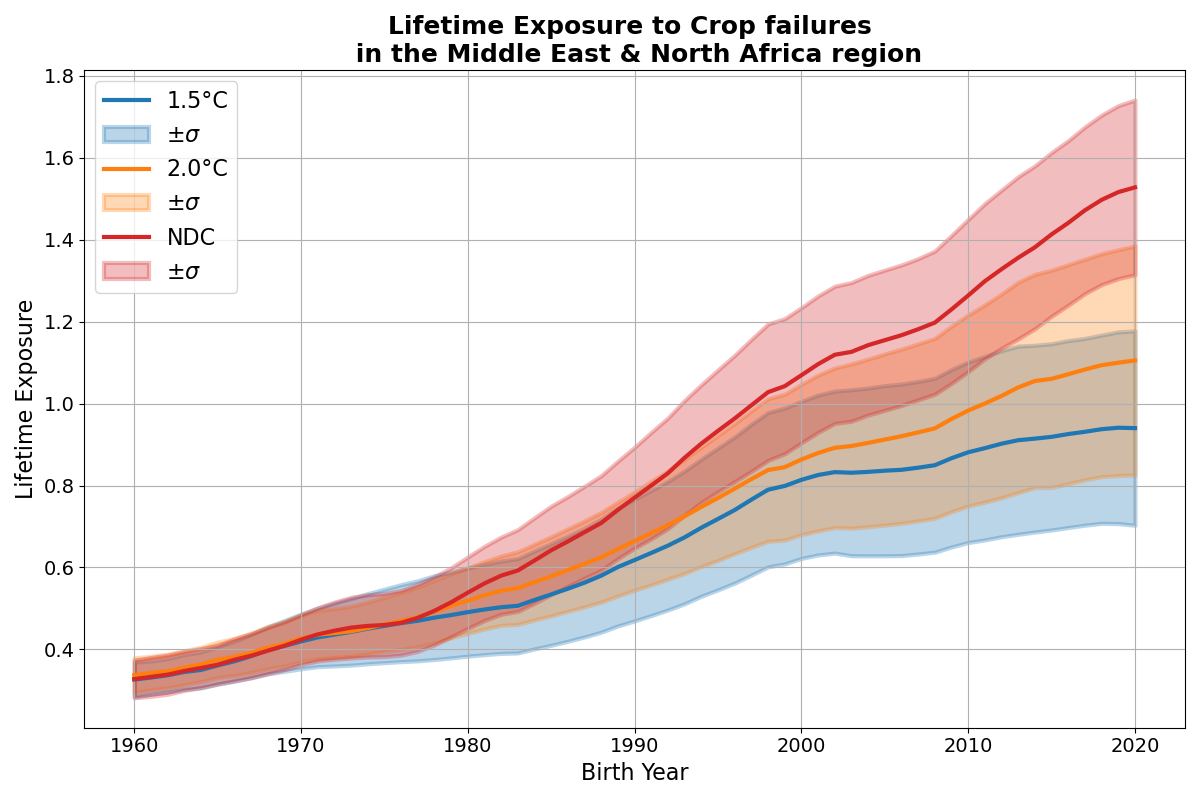 Lifetime Exposure to Crop failures
in the Middle East & North Africa region
1.8
1.6
1.4
1.2
1.0
0.8
0.6
0.4
Lifetime Exposure
1.5°C
±σ
2.0°C
±σ
NDC
±σ
1960 1970 1980 1990 2000 2010 2020
Birth Year